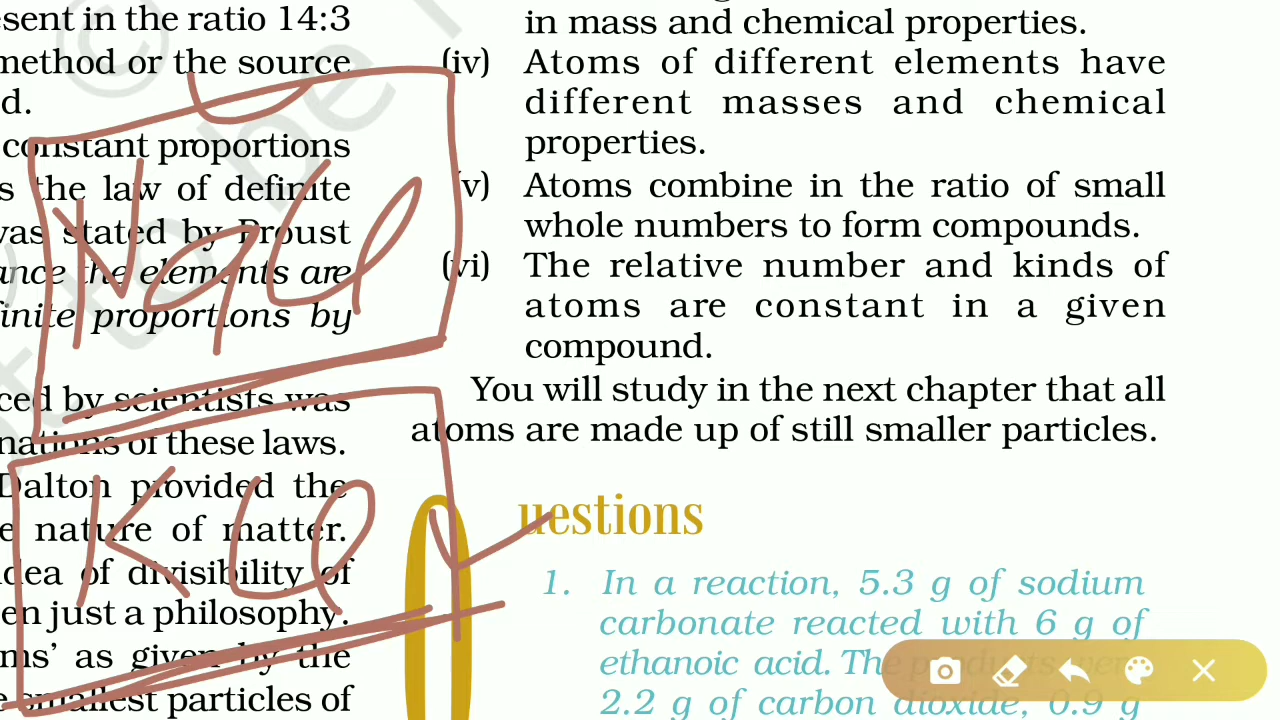 esent in the ratio 14:3
method or the source
d.
constant proportions
s the law of definite
was stated by Proust
ance the elements are
finite proportions by
ced by scientists was
nations of these laws.
Dalton provided the
e nature of matter.
idea of divisibility of
en just a philosophy.
ms’ as given by the
e smallest particles of
NaCl
KCl
in mass and chemical properties.
(iv) Atoms of different elements have
different masses and chemical
properties.
(v) Atoms combine in the ratio of small
whole numbers to form compounds.
(vi) The relative number and kinds of
atoms are constant in a given
compound.
You will study in the next chapter that all
atoms are made up of still smaller particles.
Questions
1. In a reaction, 5.3 g of sodium
carbonate reacted with 6 g of
ethanoic acid. The products were
2.2 g of carbon dioxide, 0.9 g